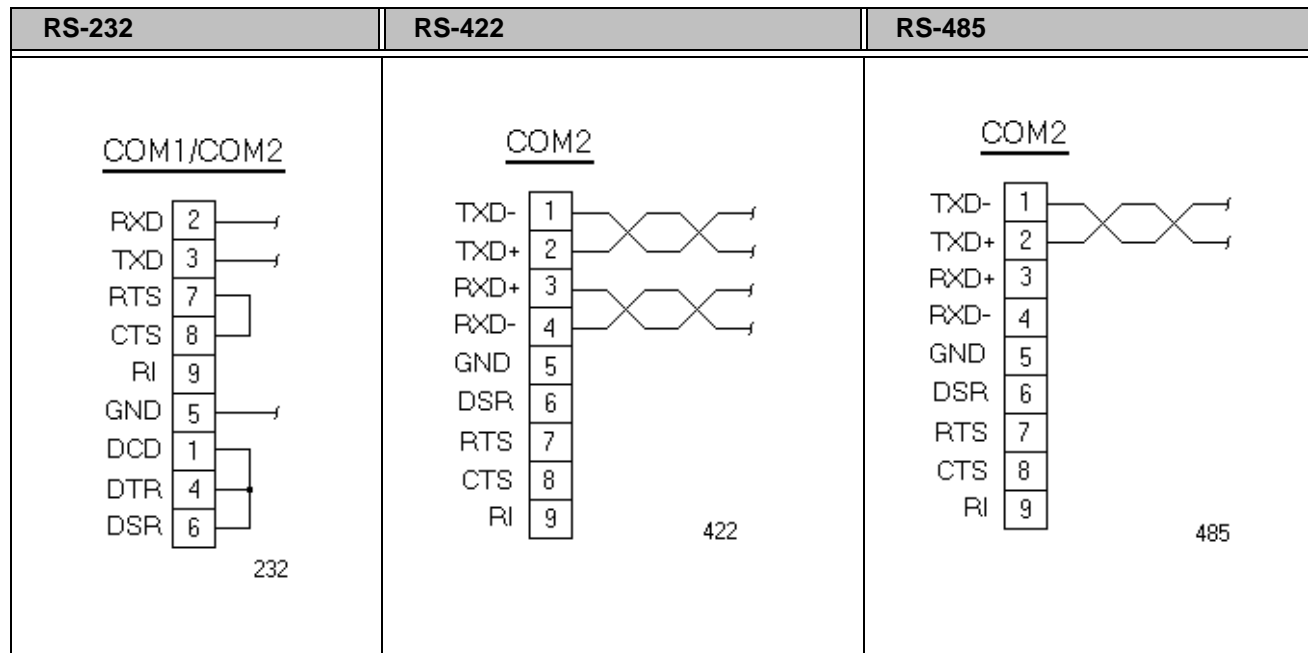 RS-232
RS-422
RS-485
COM1/COM2
RXD 2
TXD 3
RTS 7
CTS 8
RI 9
GND 5
DCD 1
DTR 4
DSR 6
232
COM2
TXD- 1
TXD+ 2
RXD+ 3
RXD- 4
GND 5
DSR 6
RTS 7
CTS 8
RI 9
422
COM2
TXD- 1
TXD+ 2
RXD+ 3
RXD- 4
GND 5
DSR 6
RTS 7
CTS 8
RI 9
485